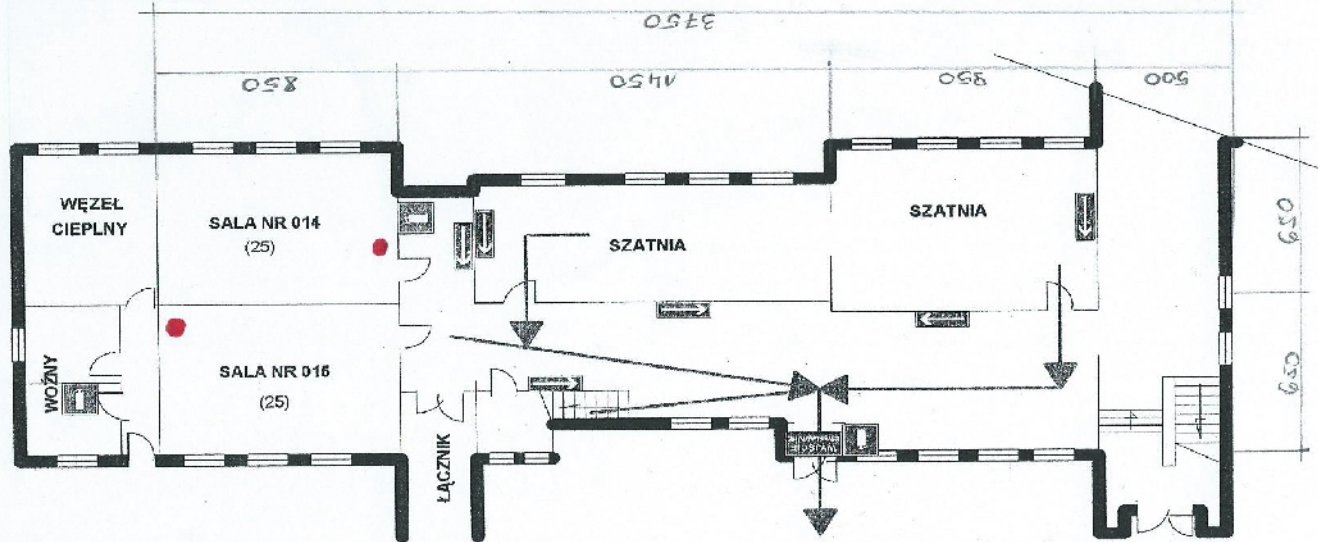 3750
850
1450
950
500
WĘZEŁ
CIEPLNY
SALA NR 014
(25)
SZATNIA
SZATNIA
650
WOŹNY
SALA NR 015
(25)
ŁĄCZNIK
650